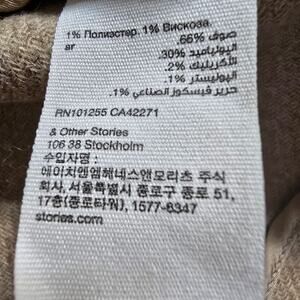 1% Полиэстер. 1% Вискоза.
ar
صوف 66%.
البولياميد 30%.
الأكريليك 2%.
البوليستر 1%.
حرير فيسكوز الصناعي 1%.
RN101255 CA42271
& Other Stories
106 38 Stockholm
수입자명 :
에이치엔엠헤네스앤모리츠 주식
회사, 서울특별시 종로구 종로 51,
17층(종로타워), 1577-6347
stories.com